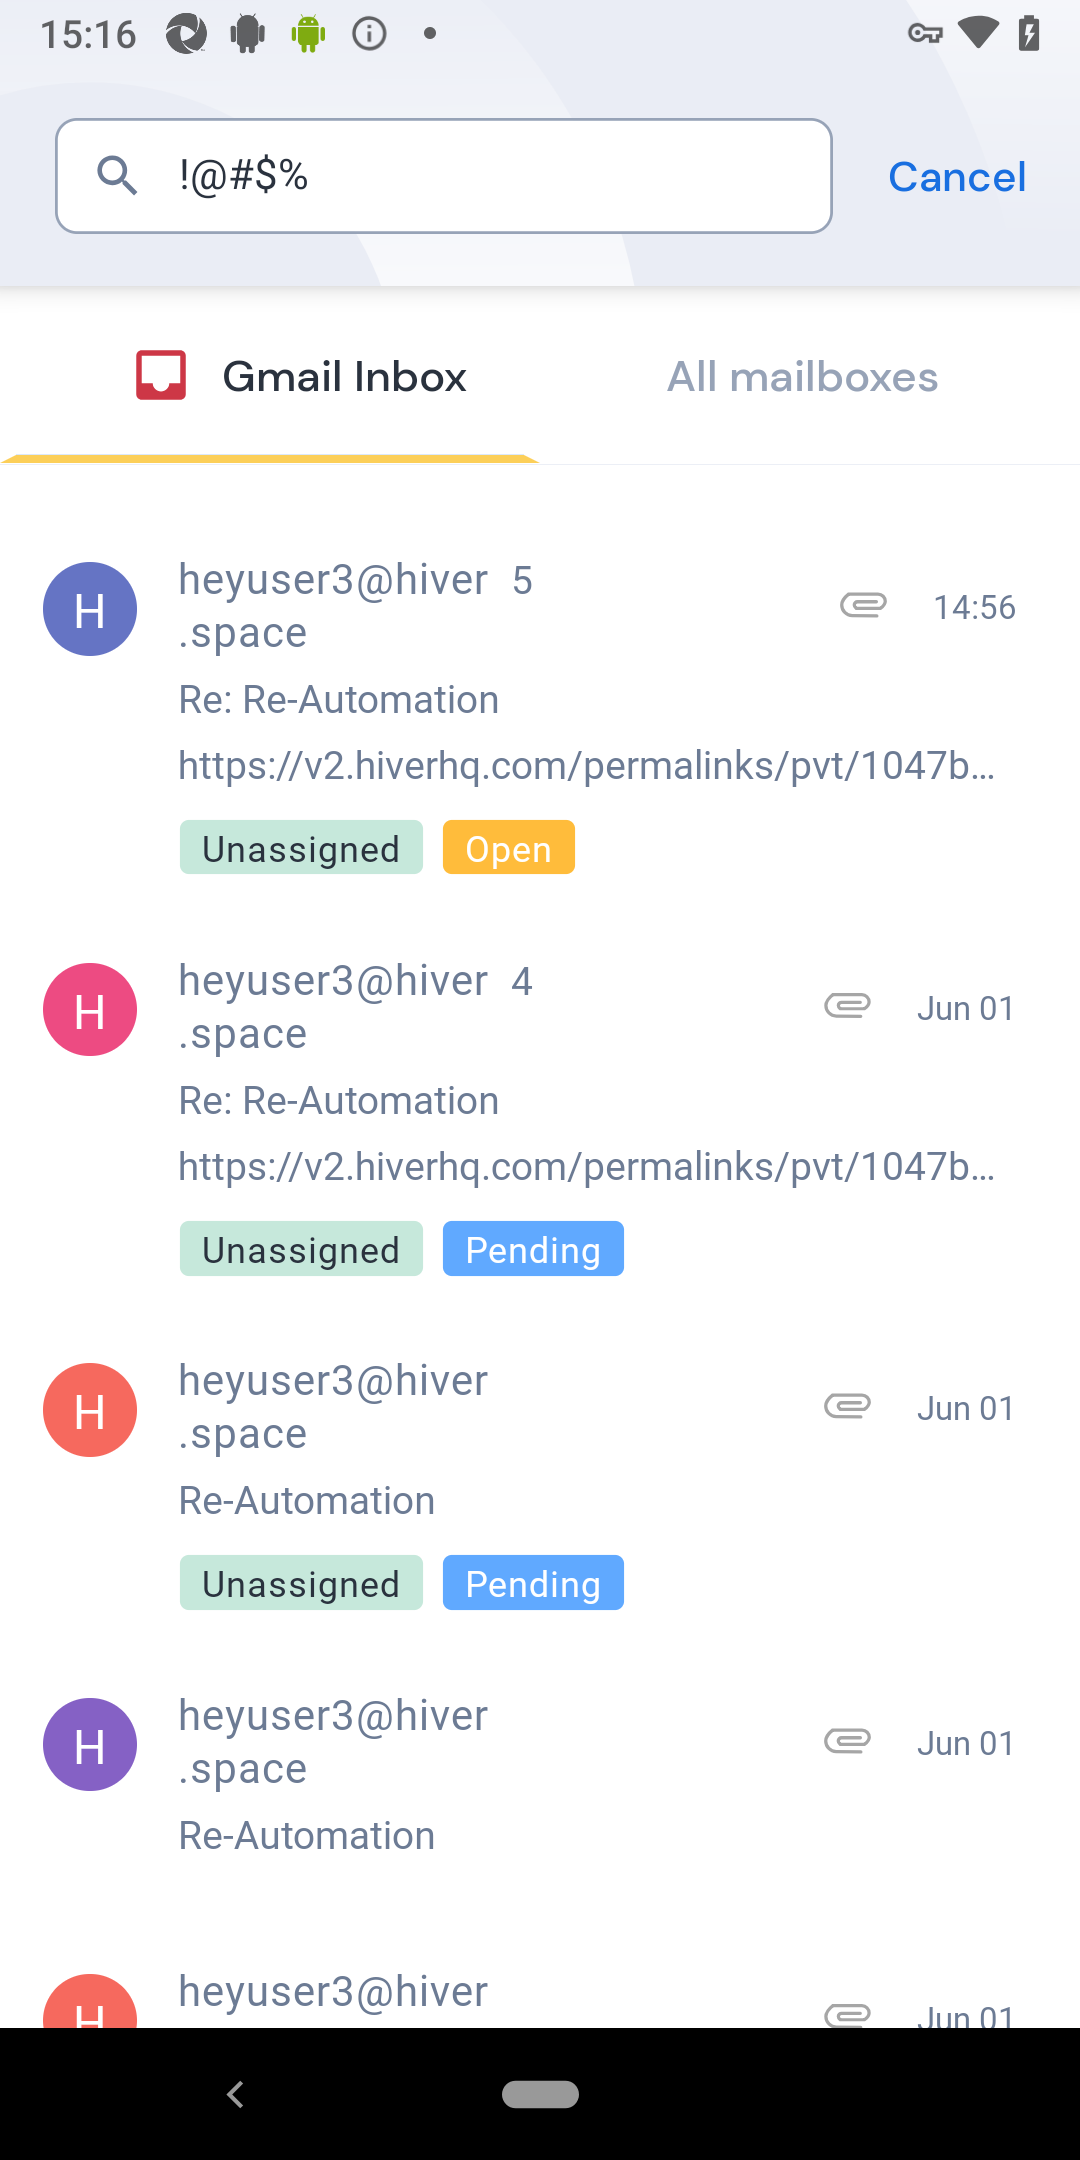 15:16
!@#$%
Cancel
Gmail Inbox
All mailboxes
H
heyuser3@hiver 5
.space
14:56
Re: Re-Automation
https://v2.hiverhq.com/permalinks/pvt/1047b...
Unassigned
Open
H
heyuser3@hiver 4
.space
Jun 01
Re: Re-Automation
https://v2.hiverhq.com/permalinks/pvt/1047b...
Unassigned
Pending
H
heyuser3@hiver
.space
Jun 01
Re-Automation
Unassigned
Pending
H
heyuser3@hiver
.space
Jun 01
Re-Automation
H
heyuser3@hiver
Jun 01